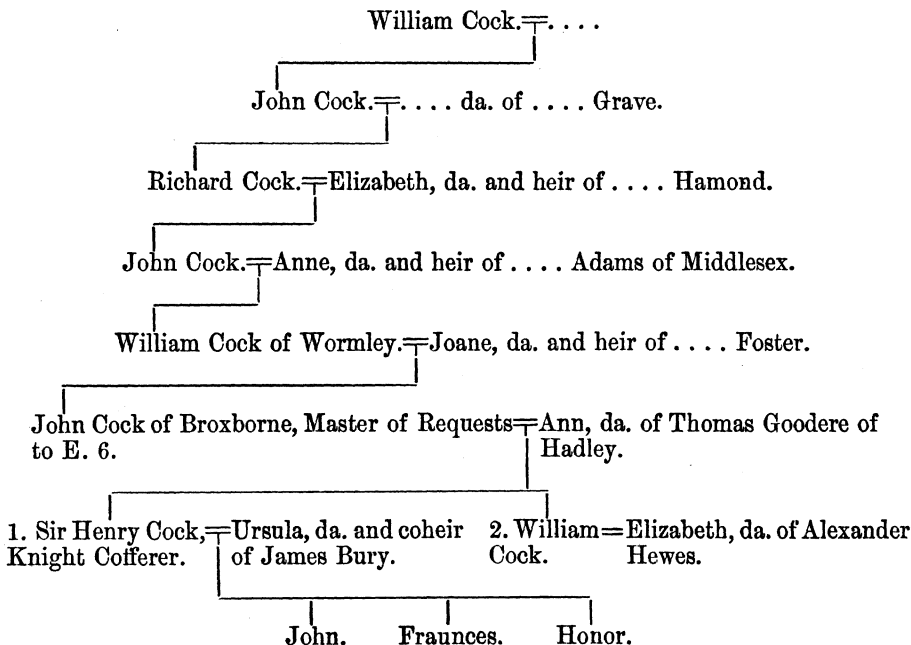 William Cock.=. . . .
John Cock.=. . . . da. of . . . . Grave.
Richard Cock.=Elizabeth, da. and heir of . . . . Hamond.
John Cock.=Anne, da. and heir of . . . . Adams of Middlesex.
William Cock of Wormley.=Joane, da. and heir of . . . . Foster.
John Cock of Broxborne, Master of Requests=Ann, da. of Thomas Goodere of
to E. 6. Hadley.
1. Sir Henry Cock,=Ursula, da. and coheir 2. William=Elizabeth, da. of Alexander
Knight Cofferer. of James Bury. Cock. Hewes.
John. Fraunces. Honor.